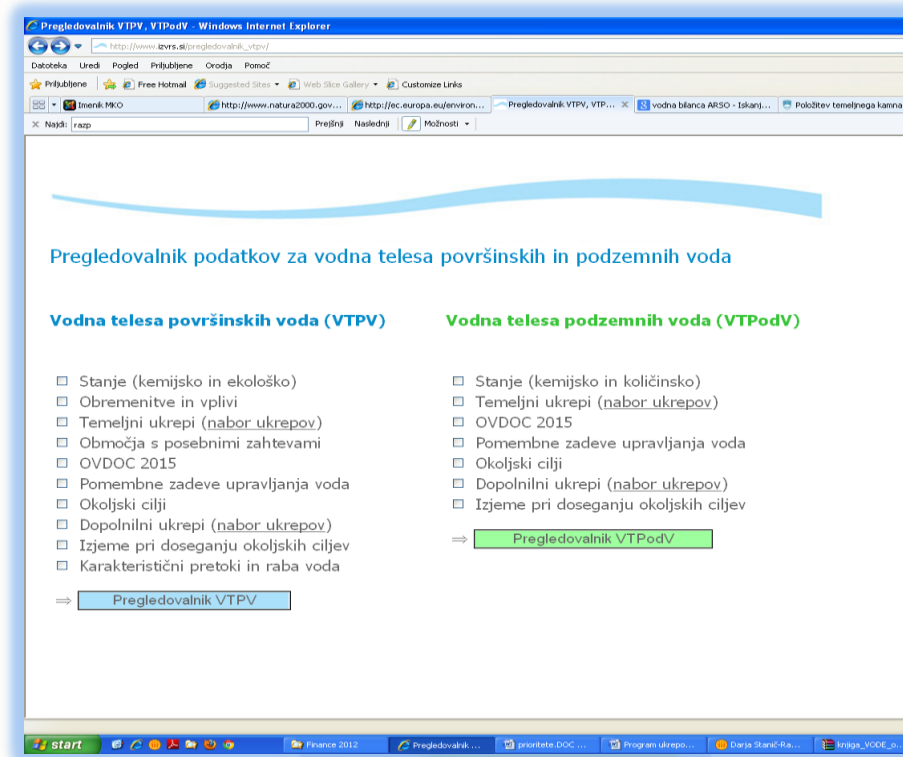 Pregledovalnik VTPV, VTPodV - Windows Internet Explorer
http://www.izvrs.si/pregledovalnik_vtpv/
Datoteka Uredi Pogled Priljubljene Orodja Pomoč
Priljubljene Free Hotmail Suggested Sites Web Slice Gallery Customize Links
Imenik MKO http://www.natura2000.gov... http://ec.europa.eu/environ... Pregledovalnik VTPV, VTP... vodna bilanca ARSO - Iskanj... Položitev temeljnega kamna
Najdi: razp Prejšnji Naslednji Možnosti
Pregledovalnik podatkov za vodna telesa površinskih in podzemnih voda
Vodna telesa površinskih voda (VTPV)
Stanje (kemijsko in ekološko)
Obremenitve in vplivi
Temeljni ukrepi (nabor ukrepov)
Območja s posebnimi zahtevami
OVDOC 2015
Pomembne zadeve upravljanja voda
Okoljski cilji
Dopolnilni ukrepi (nabor ukrepov)
Izjeme pri doseganju okoljskih ciljev
Karakteristični pretoki in raba voda
⇒ Pregledovalnik VTPV
Vodna telesa podzemnih voda (VTPodV)
Stanje (kemijsko in količinsko)
Temeljni ukrepi (nabor ukrepov)
OVDOC 2015
Pomembne zadeve upravljanja voda
Okoljski cilji
Dopolnilni ukrepi (nabor ukrepov)
Izjeme pri doseganju okoljskih ciljev
⇒ Pregledovalnik VTPodV
start Finance 2012 Pregledovalnik ... prioritete.DOC ... Program ukrepo... Darja Stanič-Ra... knjiga_VODE_o...